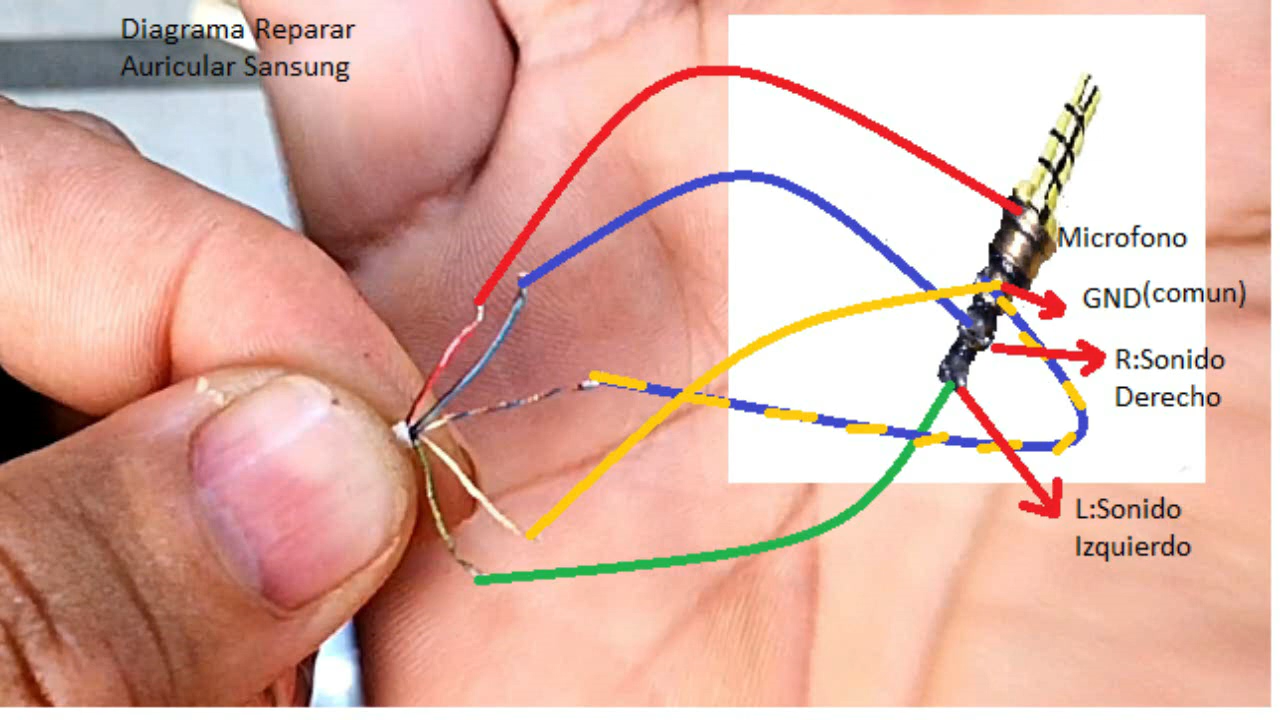 Diagrama Reparar
Auricular Sansung
Microfono
GND(comun)
R:Sonido
Derecho
L:Sonido
Izquierdo